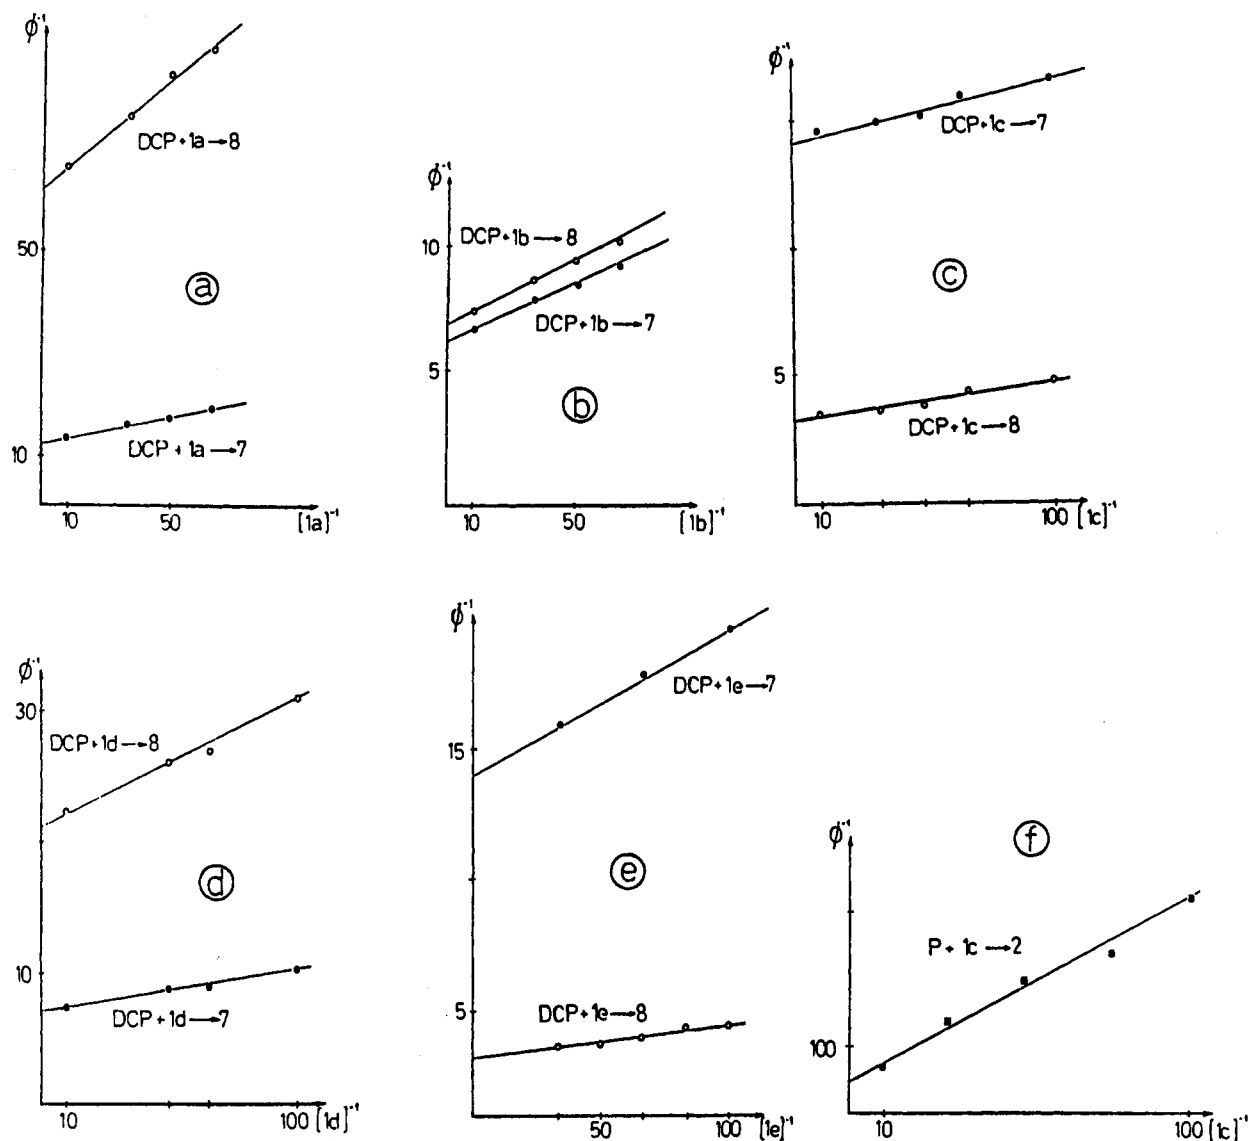 ϕ⁻¹
DCP+1a→8
50
ⓐ
DCP+1a→7
10
10 50 [1a]⁻¹
ϕ⁻¹
DCP+1b→8
10
DCP+1b→7
5
ⓑ
10 50 [1b]⁻¹
ϕ⁻¹
DCP+1c→7
ⓒ
5
DCP+1c→8
10 100 [1c]⁻¹
ϕ⁻¹
30
DCP+1d→8
ⓓ
10
DCP+1d→7
10 100 [1d]⁻¹
ϕ⁻¹
DCP+1e→7
15
ⓔ
5
DCP+1e→8
50 100 [1e]⁻¹
ϕ⁻¹
ⓕ
P+1c→2
100
10 100 [1c]⁻¹